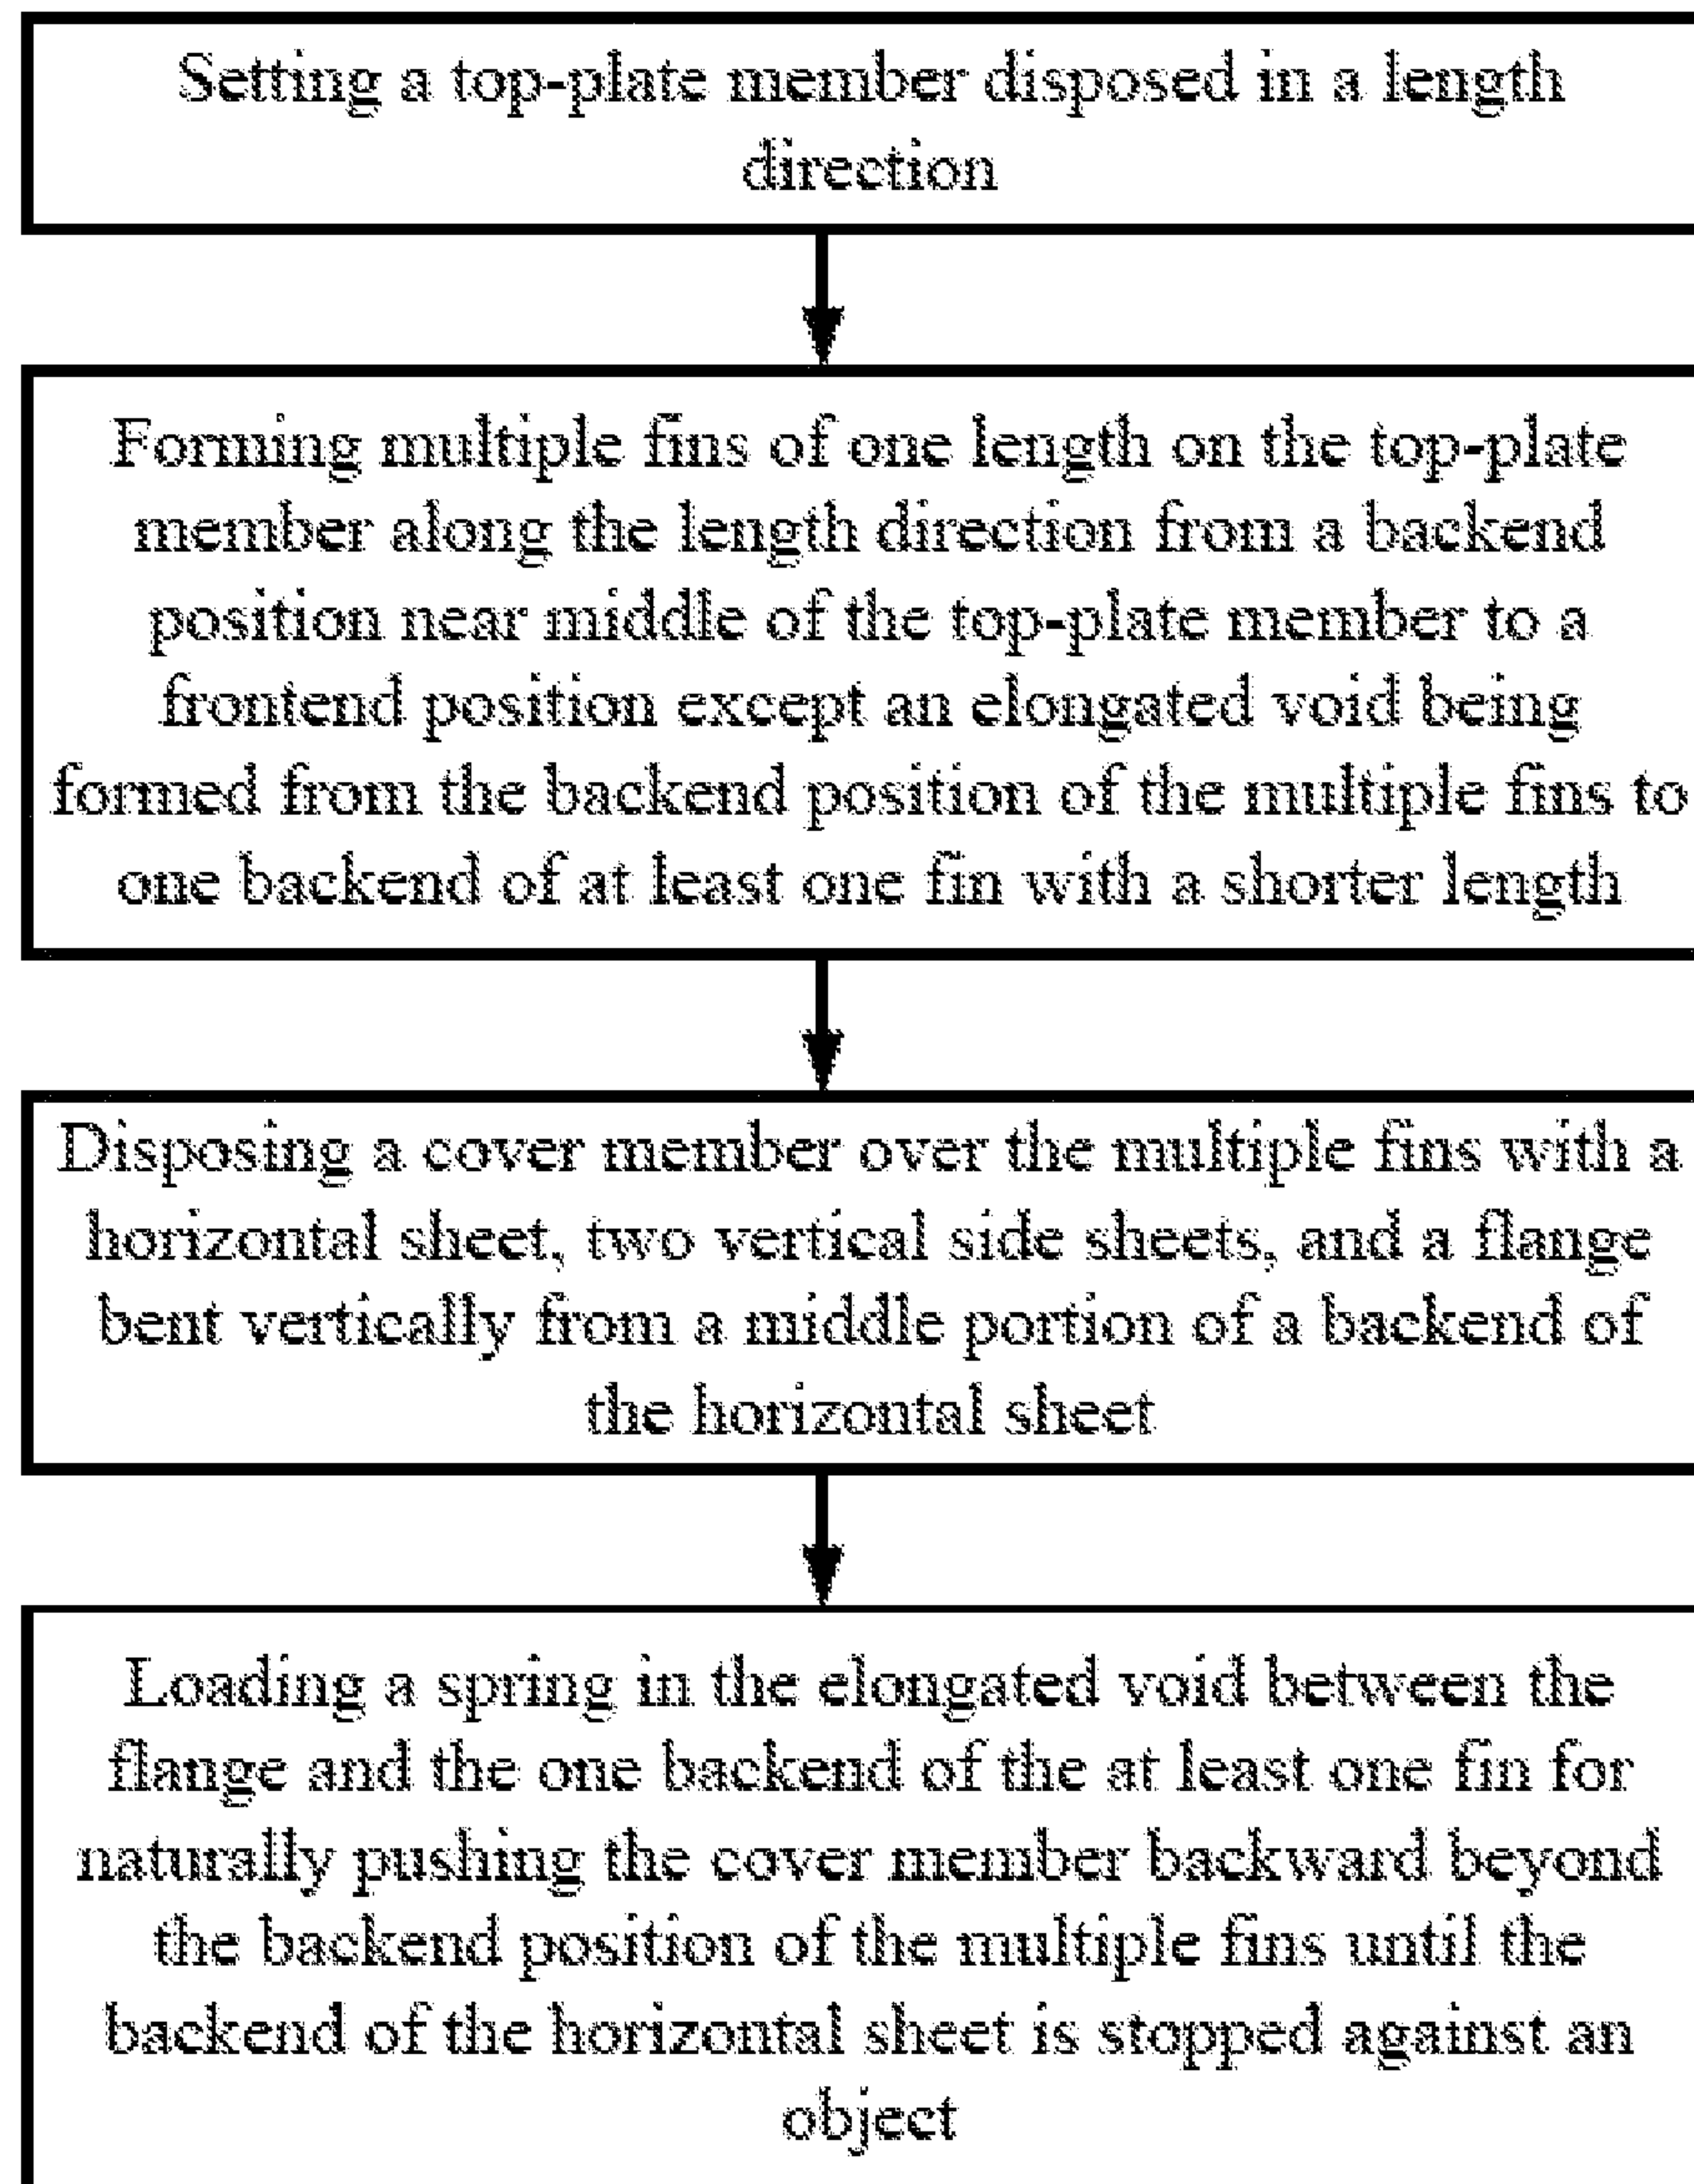 Setting a top-plate member disposed in a length
direction
Forming multiple fins of one length on the top-plate
member along the length direction from a backend
position near middle of the top-plate member to a
frontend position except an elongated void being
formed from the backend position of the multiple fins to
one backend of at least one fin with a shorter length
Disposing a cover member over the multiple fins with a
horizontal sheet, two vertical side sheets, and a flange
bent vertically from a middle portion of a backend of
the horizontal sheet
Loading a spring in the elongated void between the
flange and the one backend of the at least one fin for
naturally pushing the cover member backward beyond
the backend position of the multiple fins until the
backend of the horizontal sheet is stopped against an
object